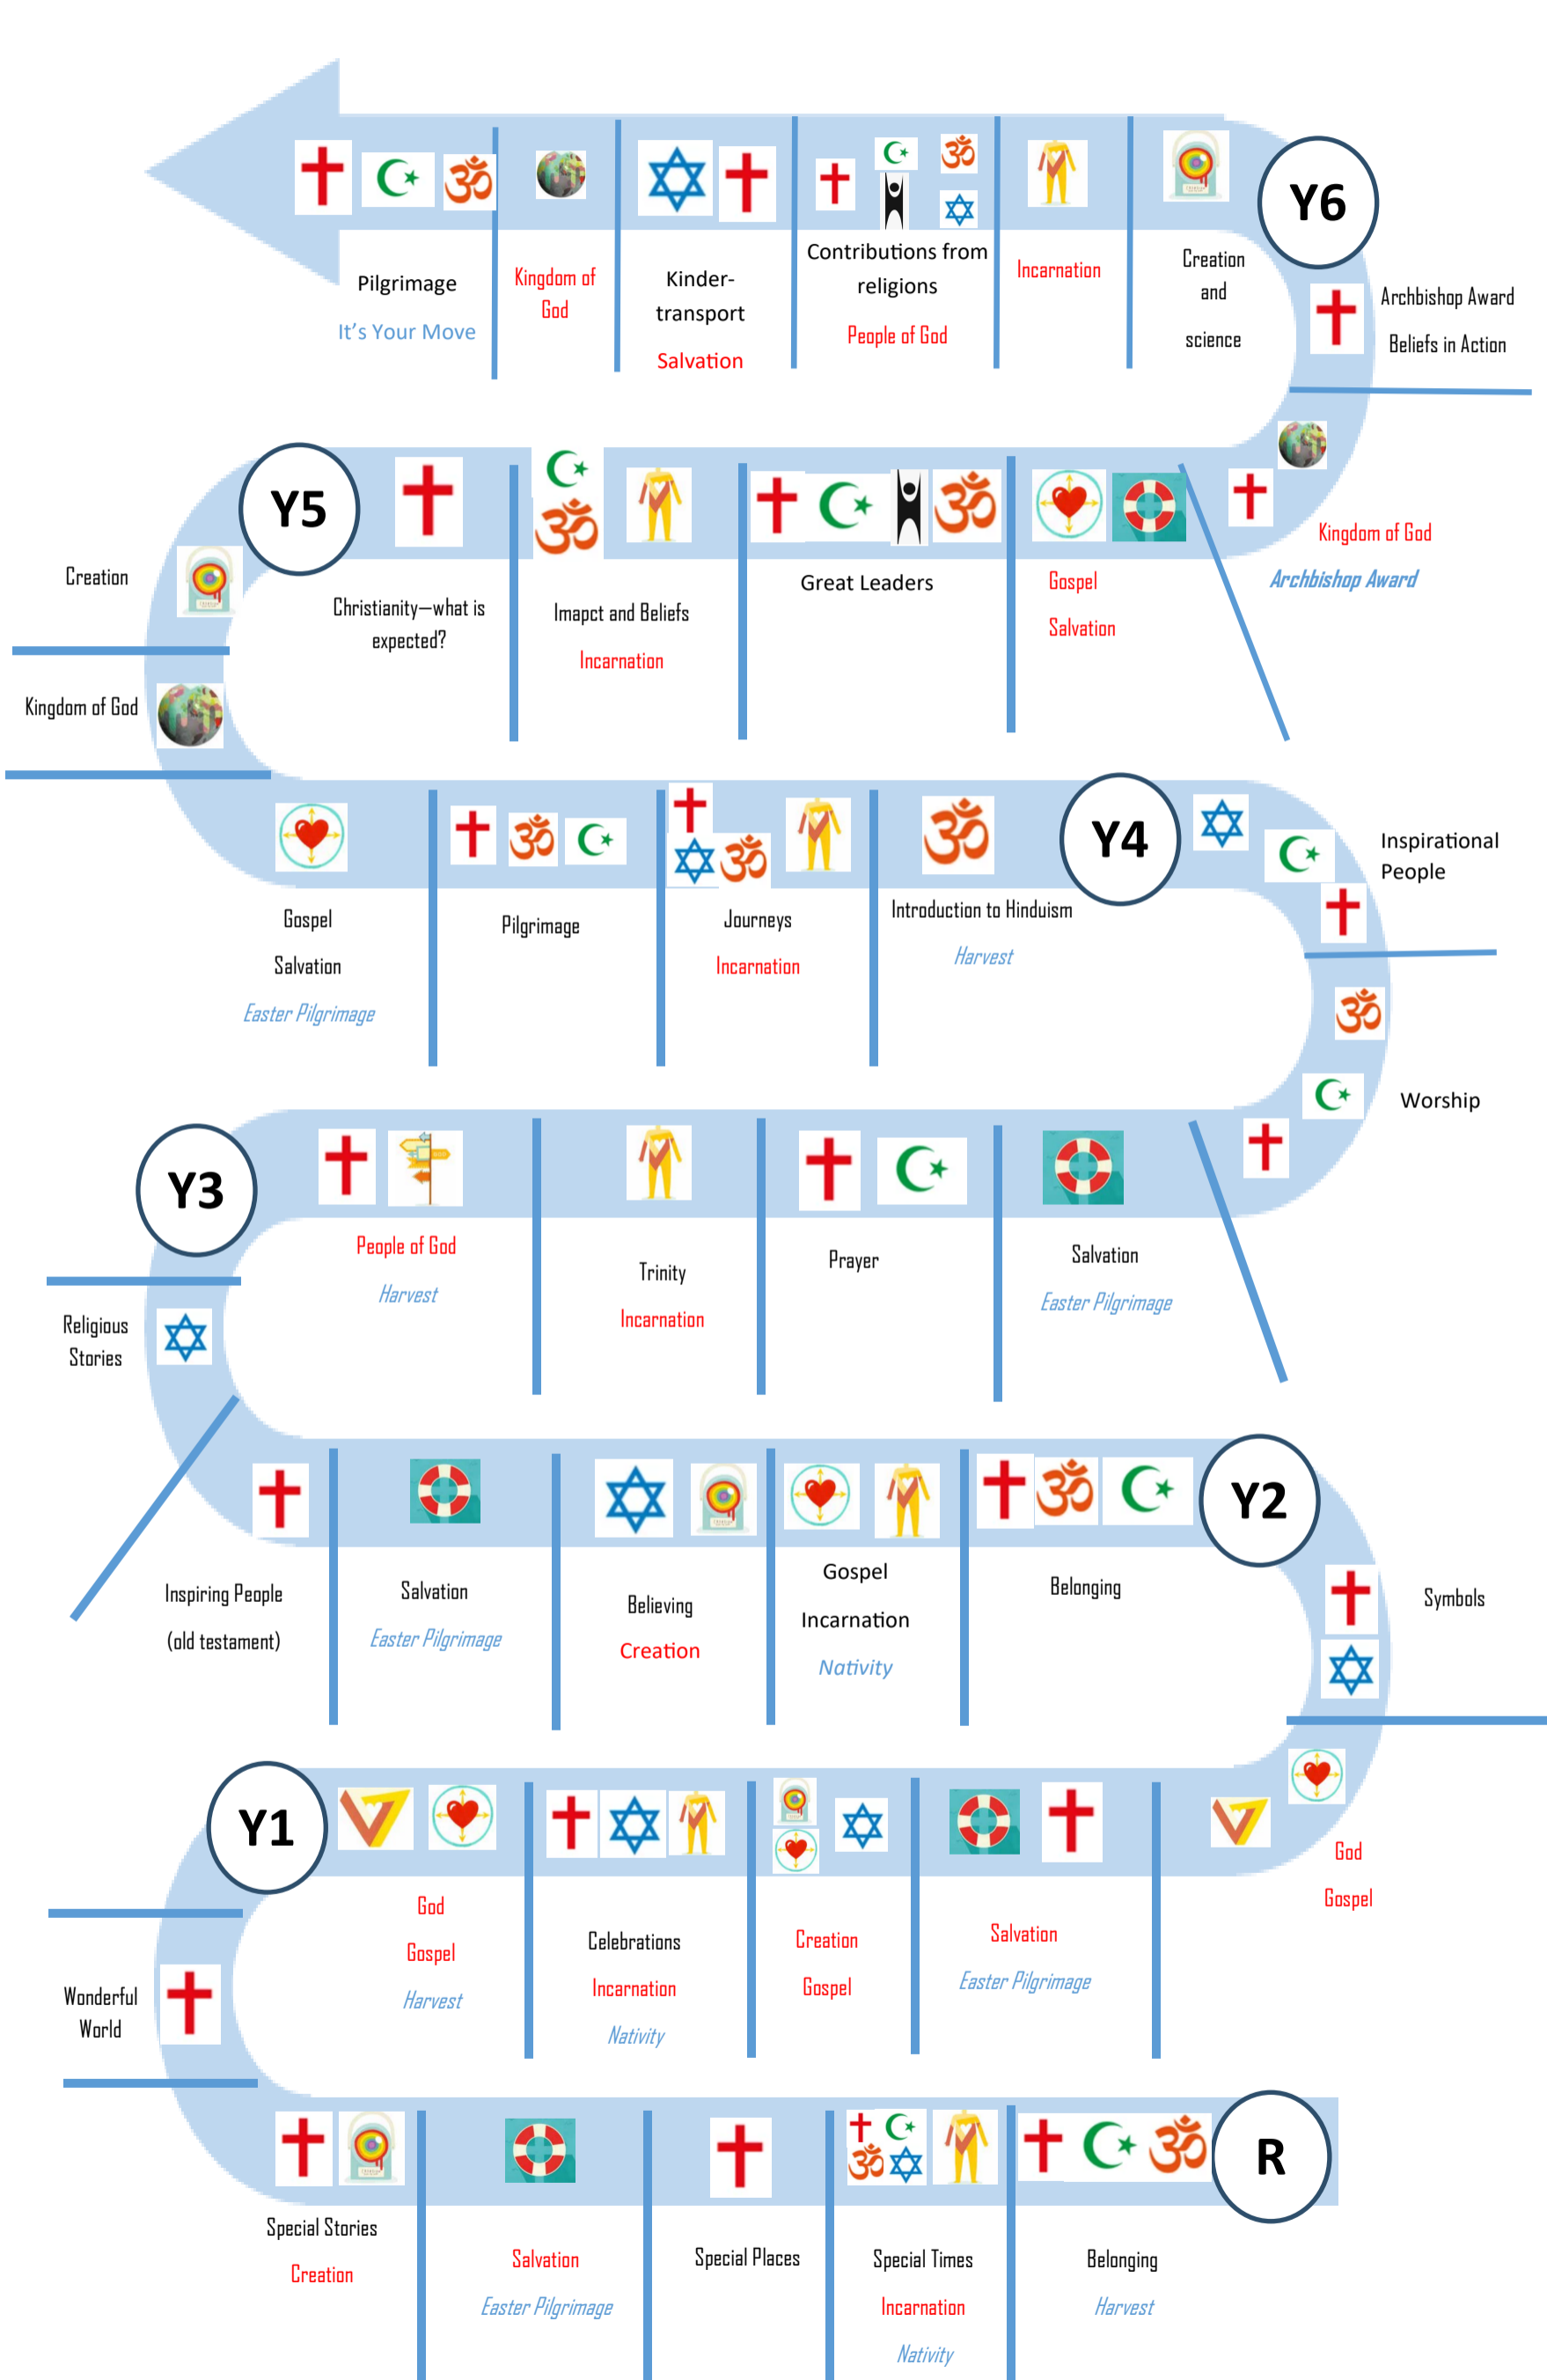 Y6
Pilgrimage
It's Your Move
Kingdom of
God
Kinder-
transport
Salvation
Contributions from
religions
People of God
Incarnation
Creation
and
science
Archbishop Award
Beliefs in Action
Y5
Creation
Kingdom of God
Christianity—what is
expected?
Imapct and Beliefs
Incarnation
Great Leaders
Gospel
Salvation
Kingdom of God
Archbishop Award
Y4
Gospel
Salvation
Easter Pilgrimage
Pilgrimage
Journeys
Incarnation
Introduction to Hinduism
Harvest
Inspirational
People
Worship
Y3
Religious
Stories
People of God
Harvest
Trinity
Incarnation
Prayer
Salvation
Easter Pilgrimage
Y2
Inspiring People
(old testament)
Salvation
Easter Pilgrimage
Believing
Creation
Gospel
Incarnation
Nativity
Belonging
Symbols
Y1
Wonderful
World
God
Gospel
Harvest
Celebrations
Incarnation
Nativity
Creation
Gospel
Salvation
Easter Pilgrimage
God
Gospel
R
Special Stories
Creation
Salvation
Easter Pilgrimage
Special Places
Special Times
Incarnation
Nativity
Belonging
Harvest